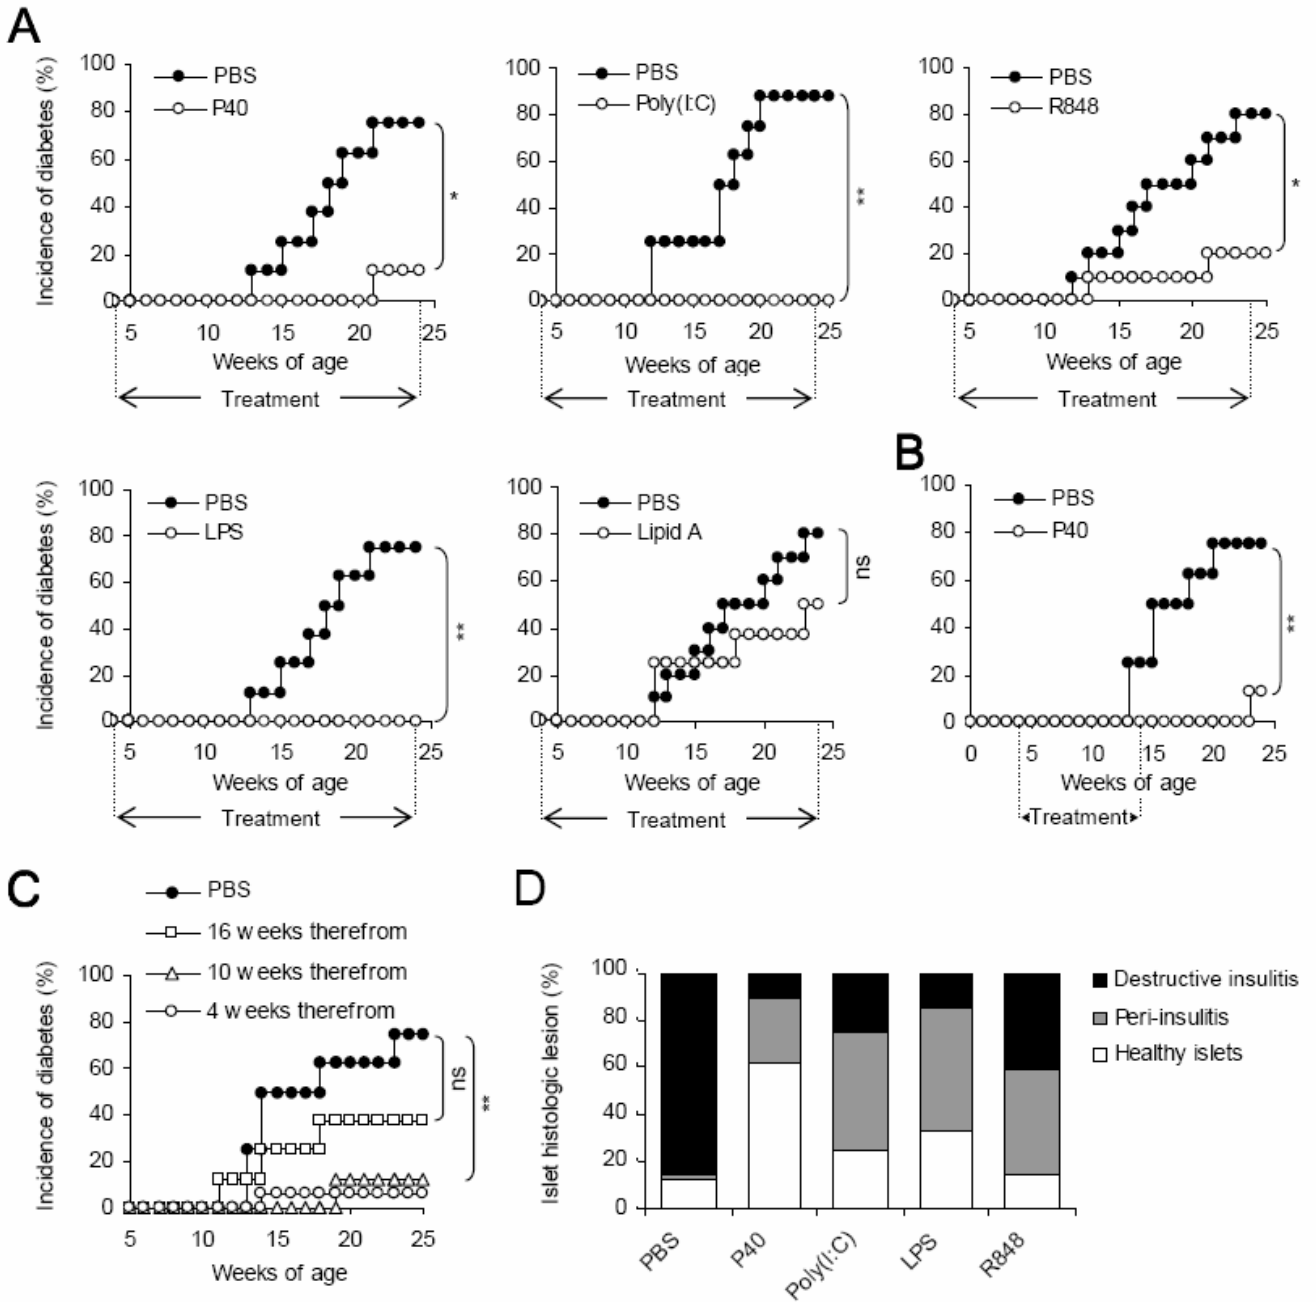 A
Incidence of diabetes (%)
100
80
60
40
20
0
PBS
P40
*
5 10 15 20 25
Weeks of age
Treatment
100
80
60
40
20
0
PBS
Poly(I:C)
**
5 10 15 20 25
Weeks of age
Treatment
100
80
60
40
20
0
PBS
R848
*
5 10 15 20 25
Weeks of age
Treatment
Incidence of diabetes (%)
100
80
60
40
20
0
PBS
LPS
**
5 10 15 20 25
Weeks of age
Treatment
100
80
60
40
20
0
PBS
Lipid A
ns
5 10 15 20 25
Weeks of age
Treatment
B
100
80
60
40
20
0
PBS
P40
**
0 5 10 15 20 25
Weeks of age
Treatment
C
PBS
16 weeks therefrom
10 weeks therefrom
4 weeks therefrom
Incidence of diabetes (%)
100
80
60
40
20
0
ns
**
5 10 15 20 25
Weeks of age
D
Islet histologic lesion (%)
100
80
60
40
20
0
PBS
P40
Poly(I:C)
LPS
R848
Destructive insulitis
Peri-insulitis
Healthy islets